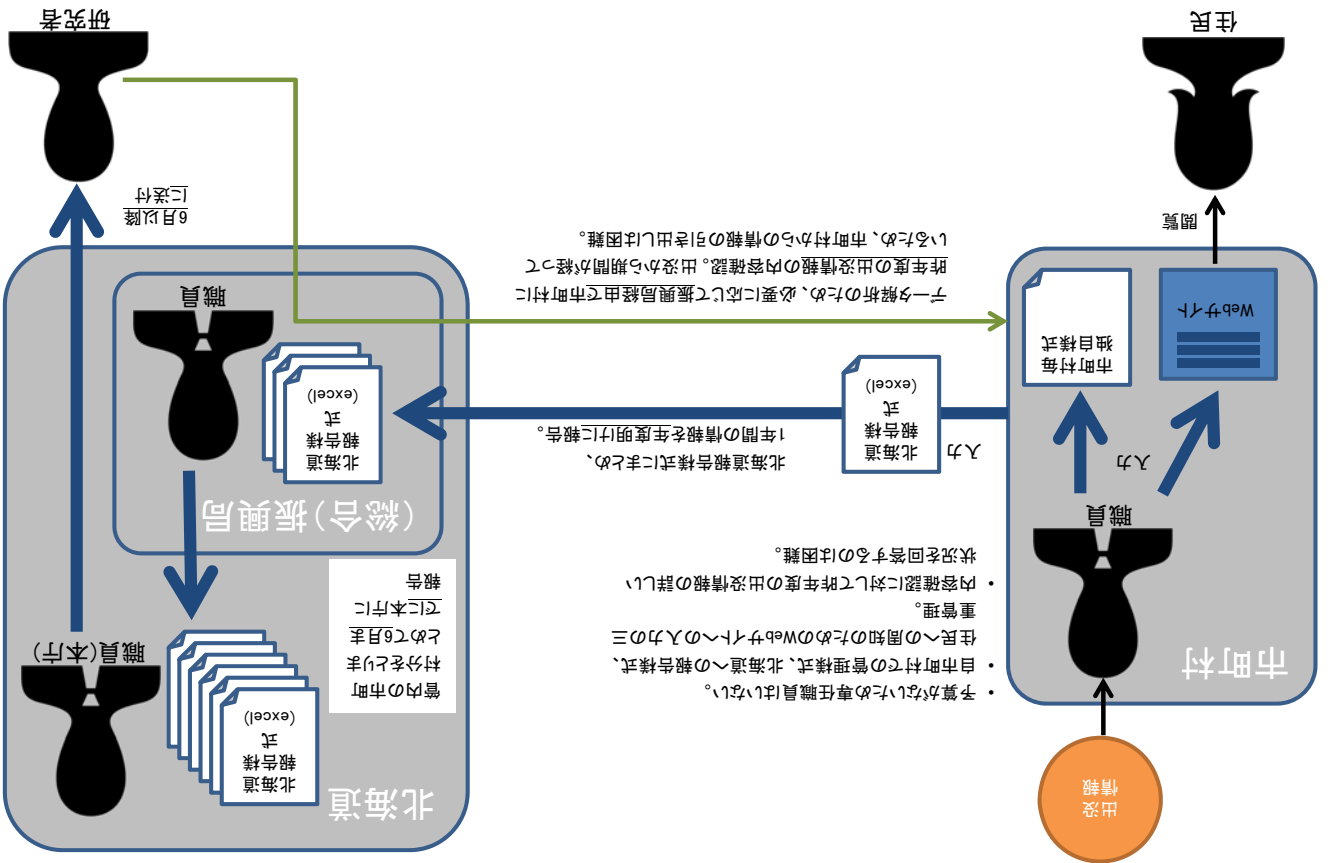 出没
情報
市町村
職員
入力
Webサイト
市町村毎
独自様式
閲覧
住民
• 予算がないため専任職員はいない。
• 自市町村での管理様式、北海道への報告様式、
住民への周知のためのWebサイトへの入力の三
重管理。
• 内容確認に対して昨年度の出没情報の詳しい
状況を回答するのは困難。
入力
北海道
報告様
式
(excel)
北海道報告様式にまとめ、
1年間の情報を年度明けに報告。
データ解析のため、必要に応じて振興局経由で市町村に
昨年度の出没情報の内容確認。出没から期間が経って
いるため、市町村からの情報の引き出しは困難。
北海道
北海道
報告様
式
(excel)
職員(本庁)
管内の市町
村分をとりま
とめて6月ま
でに本庁に
報告
(総合)振興局
北海道
報告様
式
(excel)
職員
6月以降
に送付
研究者